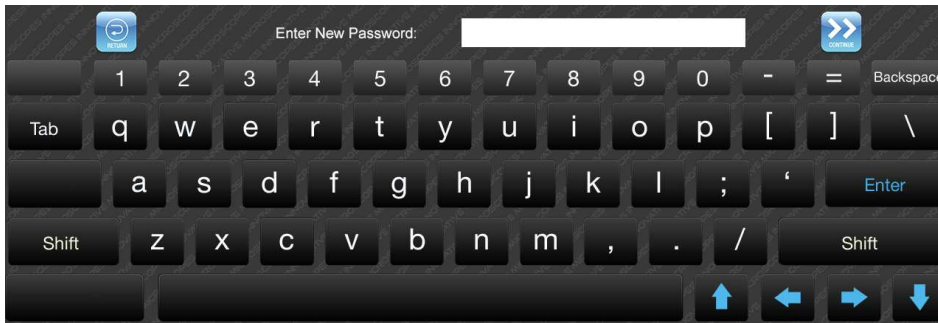 RETURN Enter New Password: CONTINUE
1 2 3 4 5 6 7 8 9 0 - = Backspace
Tab q w e r t y u i o p [ ] \
a s d f g h j k l ; ‘ Enter
Shift z x c v b n m , . / Shift